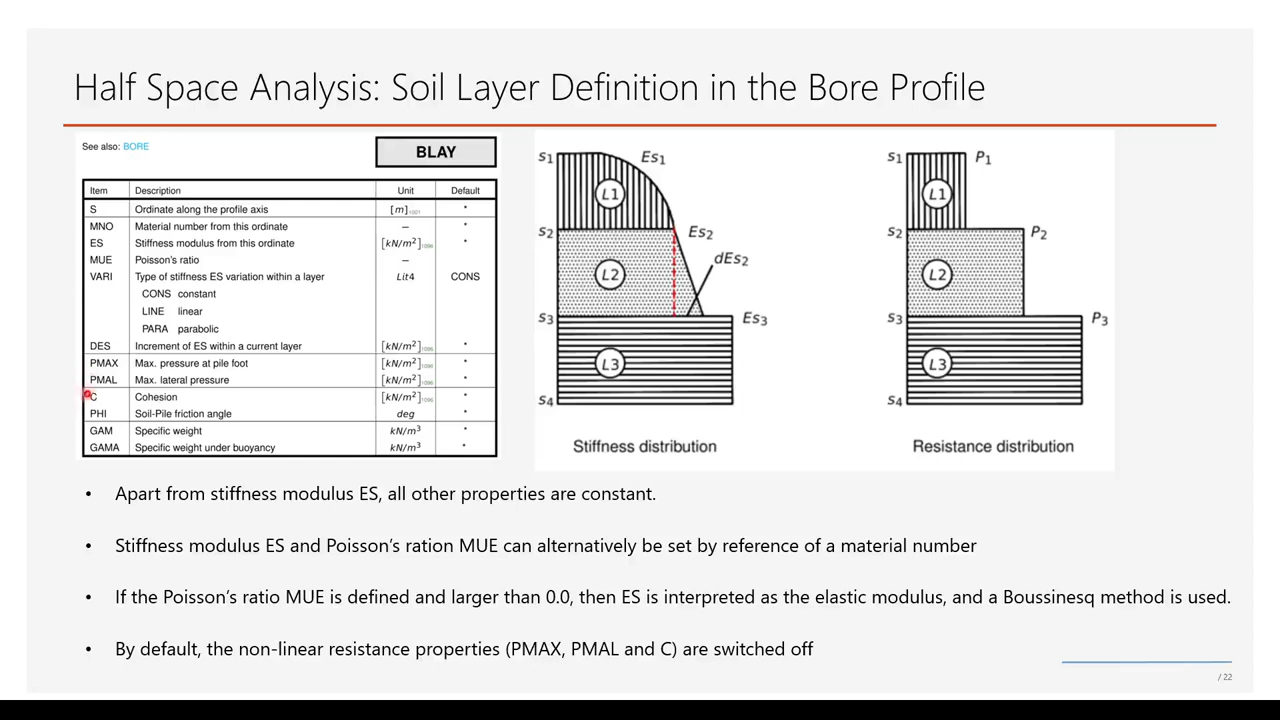 Half Space Analysis: Soil Layer Definition in the Bore Profile
See also: BORE
BLAY
Item Description Unit Default
S Ordinate along the profile axis [m]1001 *
MNO Material number from this ordinate – *
ES Stiffness modulus from this ordinate [kN/m²]1096 *
MUE Poisson's ratio –
VARI Type of stiffness ES variation within a layer Lit4 CONS
CONS constant
LINE linear
PARA parabolic
DES Increment of ES within a current layer [kN/m²]1096 *
PMAX Max. pressure at pile foot [kN/m²]1096 *
PMAL Max. lateral pressure [kN/m²]1096 *
C Cohesion [kN/m²]1096 *
PHI Soil-Pile friction angle deg *
GAM Specific weight kN/m³ *
GAMA Specific weight under buoyancy kN/m³ *
s1 Es1
L1
s2 Es2
dEs2
L2
s3 Es3
L3
s4
Stiffness distribution
s1 P1
L1
s2 P2
L2
s3 P3
L3
s4
Resistance distribution
• Apart from stiffness modulus ES, all other properties are constant.
• Stiffness modulus ES and Poisson's ration MUE can alternatively be set by reference of a material number
• If the Poisson's ratio MUE is defined and larger than 0.0, then ES is interpreted as the elastic modulus, and a Boussinesq method is used.
• By default, the non-linear resistance properties (PMAX, PMAL and C) are switched off
/ 22